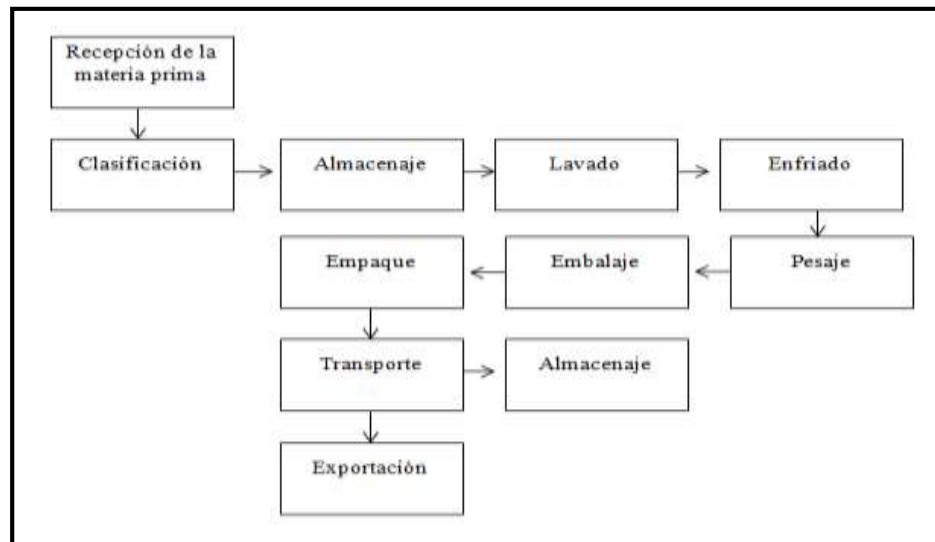 Recepción de la
materia prima
Clasificación
Almacenaje
Lavado
Enfriado
Pesaje
Embalaje
Empaque
Transporte
Almacenaje
Exportación